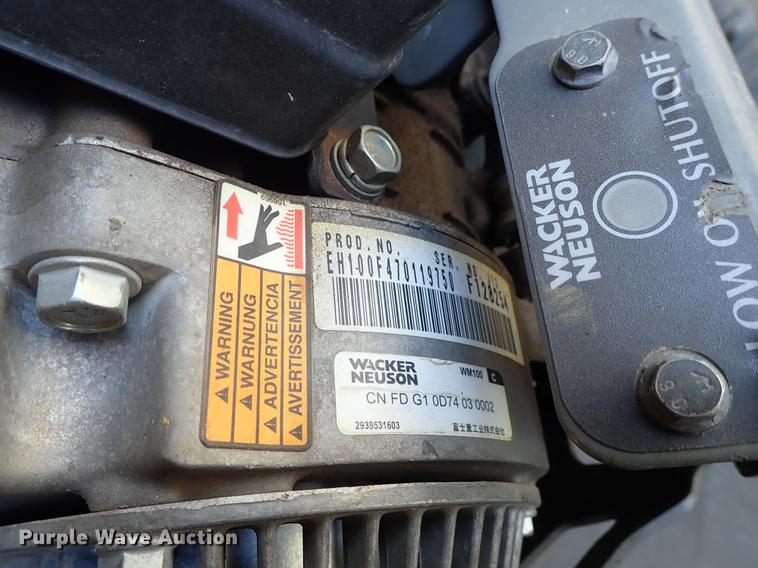 ▲ WARNING
▲ WARNUNG
▲ ADVERTENCIA
▲ AVERTISSEMENT
PROD. NO. SER. NO.
EH100F470119750
WACKER
NEUSON
WM100 C
CN FD G1 0D74 03 0002
2939531603
富士重工業株式会社
WACKER
NEUSON
LOW OIL SHUTOFF
Purple Wave Auction